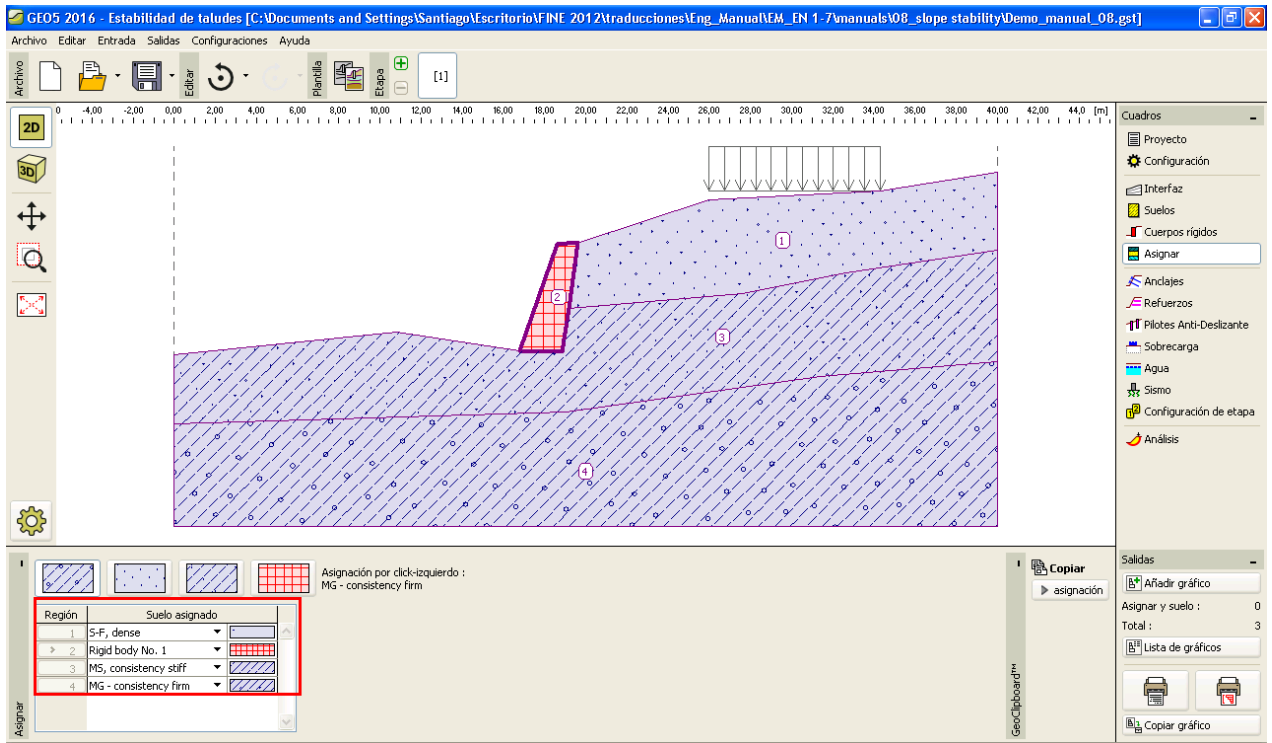 GEO5 2016 - Estabilidad de taludes [C:\Documents and Settings\Santiago\Escritorio\FINE 2012\traducciones\Eng_Manual\EM_EN 1-7\manuals\08_slope stability\Demo_manual_08.gst]
Archivo Editar Entrada Salidas Configuraciones Ayuda
Archivo
Editar
Plantilla
Etapa
[1]
0 -4,00 -2,00 0,00 2,00 4,00 6,00 8,00 10,00 12,00 14,00 16,00 18,00 20,00 22,00 24,00 26,00 28,00 30,00 32,00 34,00 36,00 38,00 40,00 42,00 44,0 [m]
2D
3D
1
2
3
4
Cuadros
Proyecto
Configuración
Interfaz
Suelos
Cuerpos rígidos
Asignar
Anclajes
Refuerzos
Pilotes Anti-Deslizante
Sobrecarga
Agua
Sismo
Configuración de etapa
Análisis
Asignación por click-izquierdo :
MG - consistency firm
Región Suelo asignado
1 S-F, dense
> 2 Rigid body No. 1
3 MS, consistency stiff
4 MG - consistency firm
Asignar
GeoClipboard™
Copiar
asignación
Salidas
Añadir gráfico
Asignar y suelo : 0
Total : 3
Lista de gráficos
Copiar gráfico